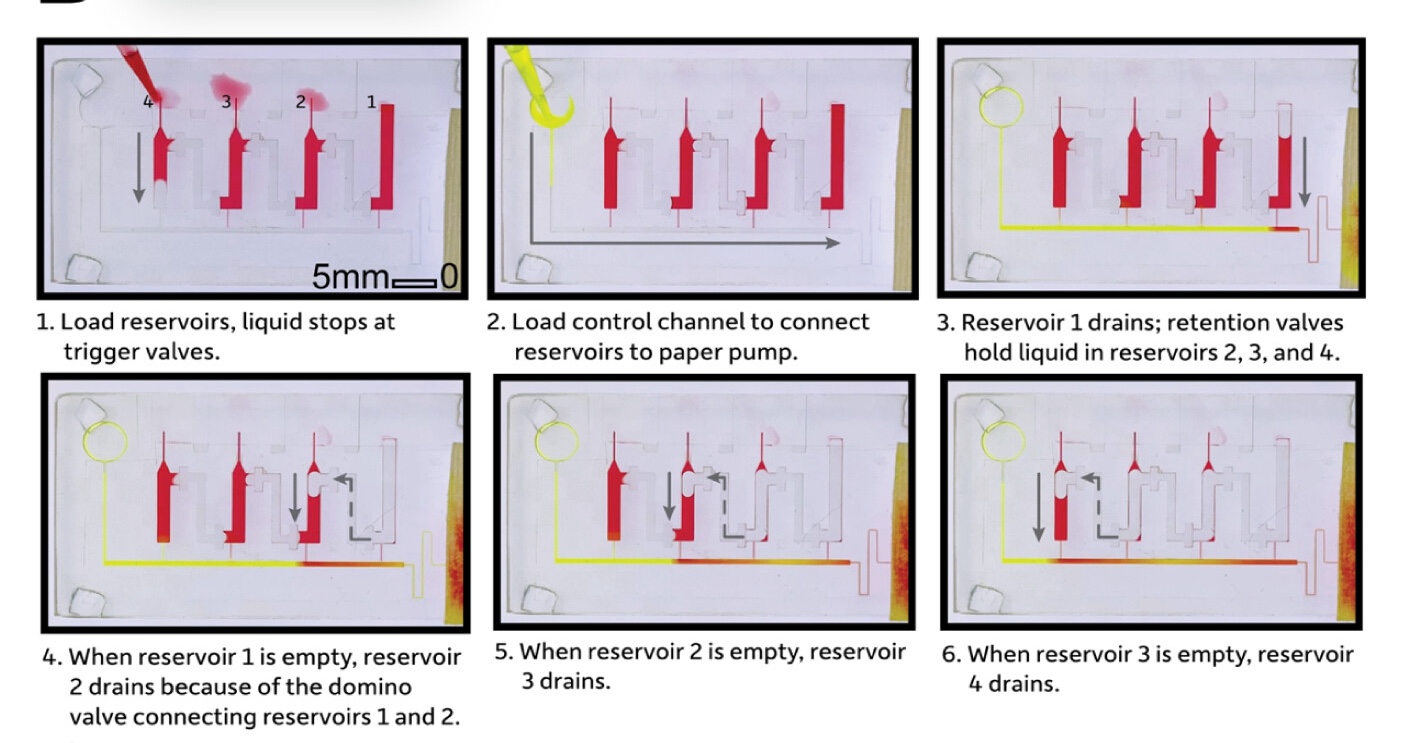 4 3 2 1
5mm 0
1. Load reservoirs, liquid stops at
trigger valves.
2. Load control channel to connect
reservoirs to paper pump.
3. Reservoir 1 drains; retention valves
hold liquid in reservoirs 2, 3, and 4.
4. When reservoir 1 is empty, reservoir
2 drains because of the domino
valve connecting reservoirs 1 and 2.
5. When reservoir 2 is empty, reservoir
3 drains.
6. When reservoir 3 is empty, reservoir
4 drains.